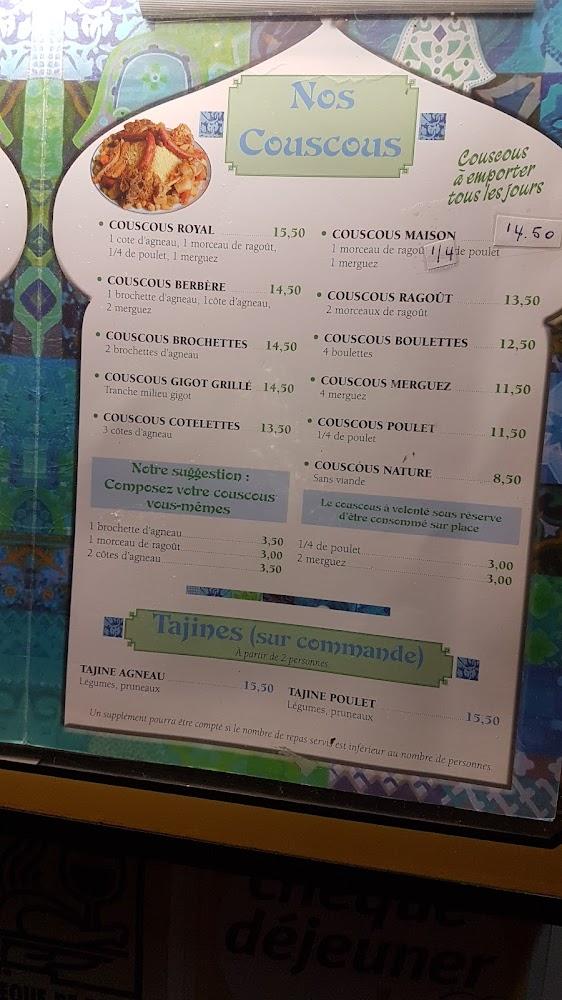 Nos
Couscous
Couscous
à emporter
tous les jours
• COUSCOUS ROYAL 15,50
1 cote d'agneau, 1 morceau de ragoût,
1/4 de poulet, 1 merguez
• COUSCOUS BERBÈRE 14,50
1 brochette d'agneau, 1côte d'agneau,
2 merguez
• COUSCOUS BROCHETTES 14,50
2 brochettes d'agneau
• COUSCOUS GIGOT GRILLÉ 14,50
Tranche milieu gigot
• COUSCOUS COTELETTES 13,50
3 côtes d'agneau
• COUSCOUS MAISON 14.50
1 morceau de ragoû 1/4 de poulet
1 merguez
• COUSCOUS RAGOÛT 13,50
2 morceaux de ragoût
• COUSCOUS BOULETTES 12,50
4 boulettes
• COUSCOUS MERGUEZ 11,50
4 merguez
• COUSCOUS POULET 11,50
1/4 de poulet
• COUSCOUS NATURE 8,50
Sans viande
Notre suggestion :
Composez votre couscous
vous-mêmes
Le couscous à volonté sous réserve
d'être consommé sur place
1 brochette d'agneau 3,50
1 morceau de ragoût 3,00
2 côtes d'agneau 3,50
1/4 de poulet 3,00
2 merguez 3,00
Tajines (sur commande)
A partir de 2 personnes
TAJINE AGNEAU 15,50
Légumes, pruneaux
TAJINE POULET 15,50
Légumes, pruneaux
Un supplément pourra être compté si le nombre de repas servis est inférieur au nombre de personnes
chèque
déjeuner